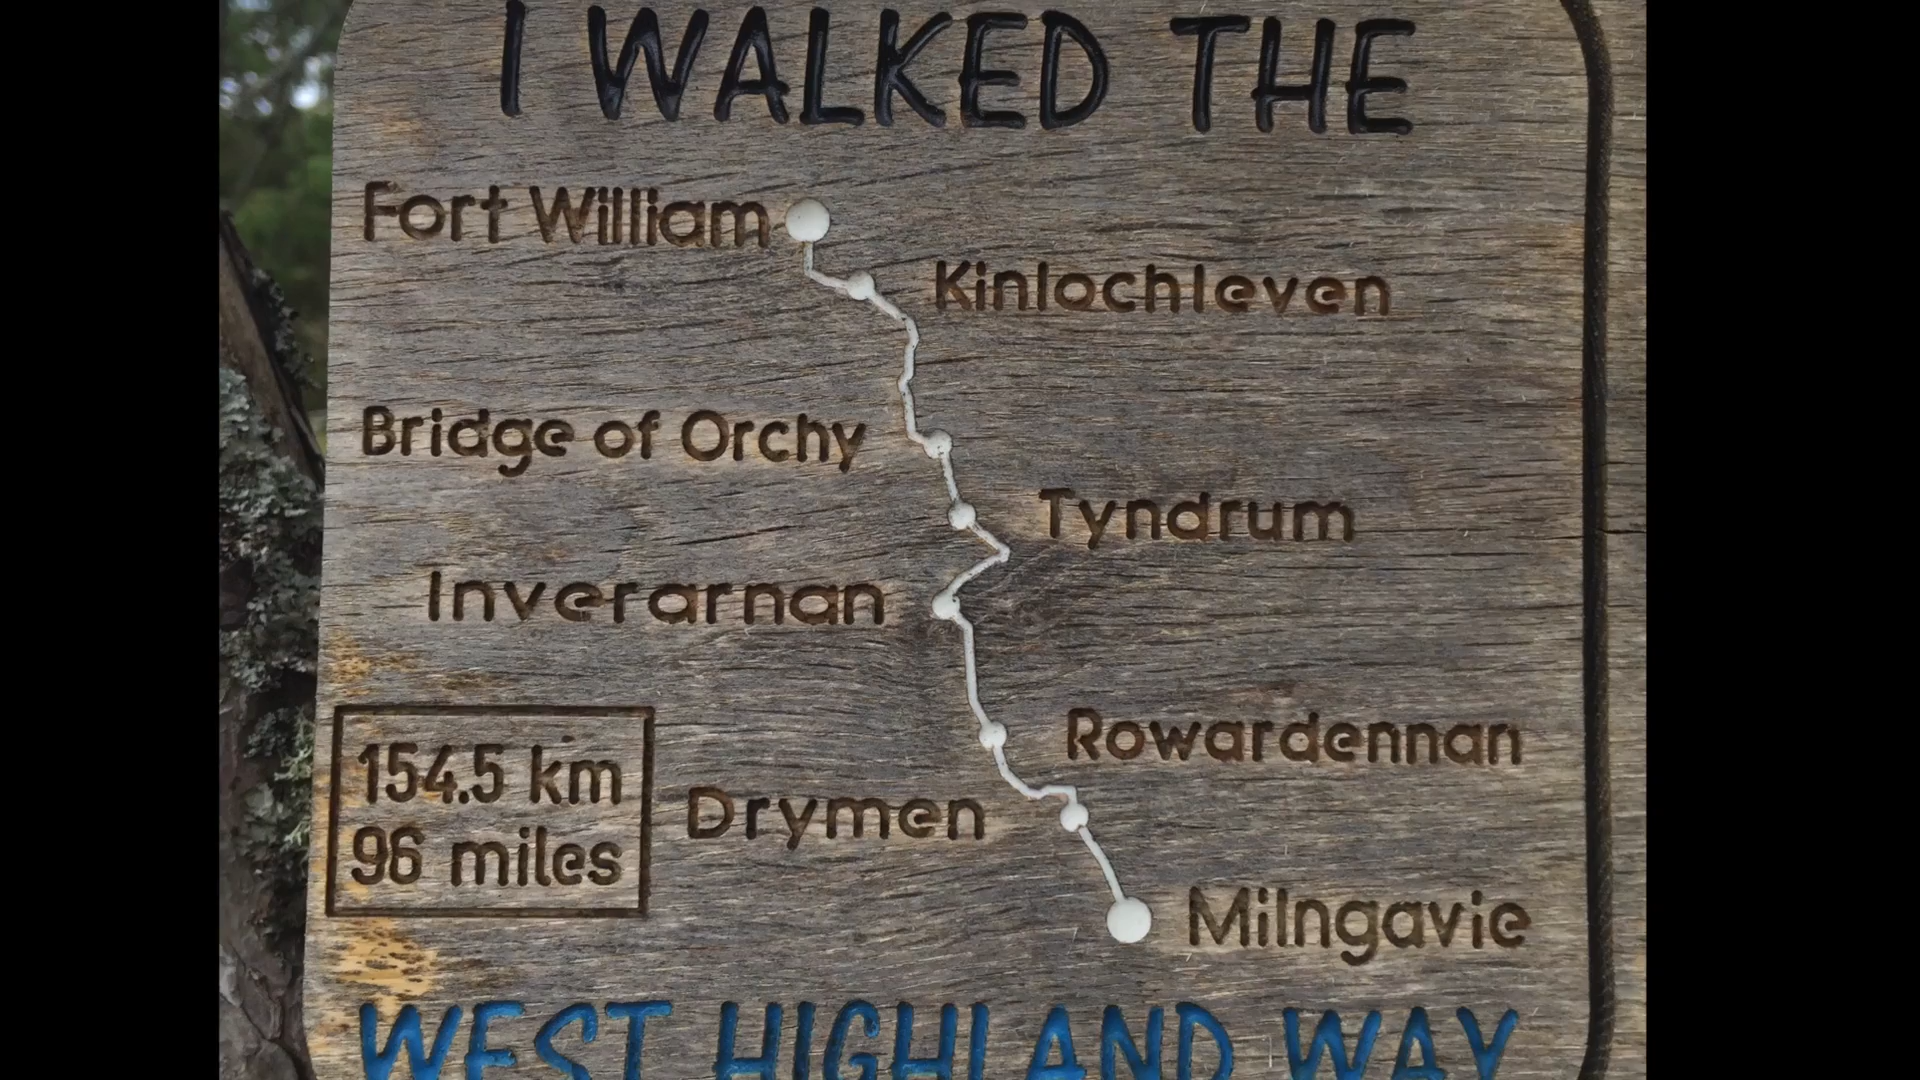 I WALKED THE
Fort William
Kinlochleven
Bridge of Orchy
Tyndrum
Inverarnan
Rowardennan
154.5 km
96 miles
Drymen
Milngavie
WEST HIGHLAND WAY